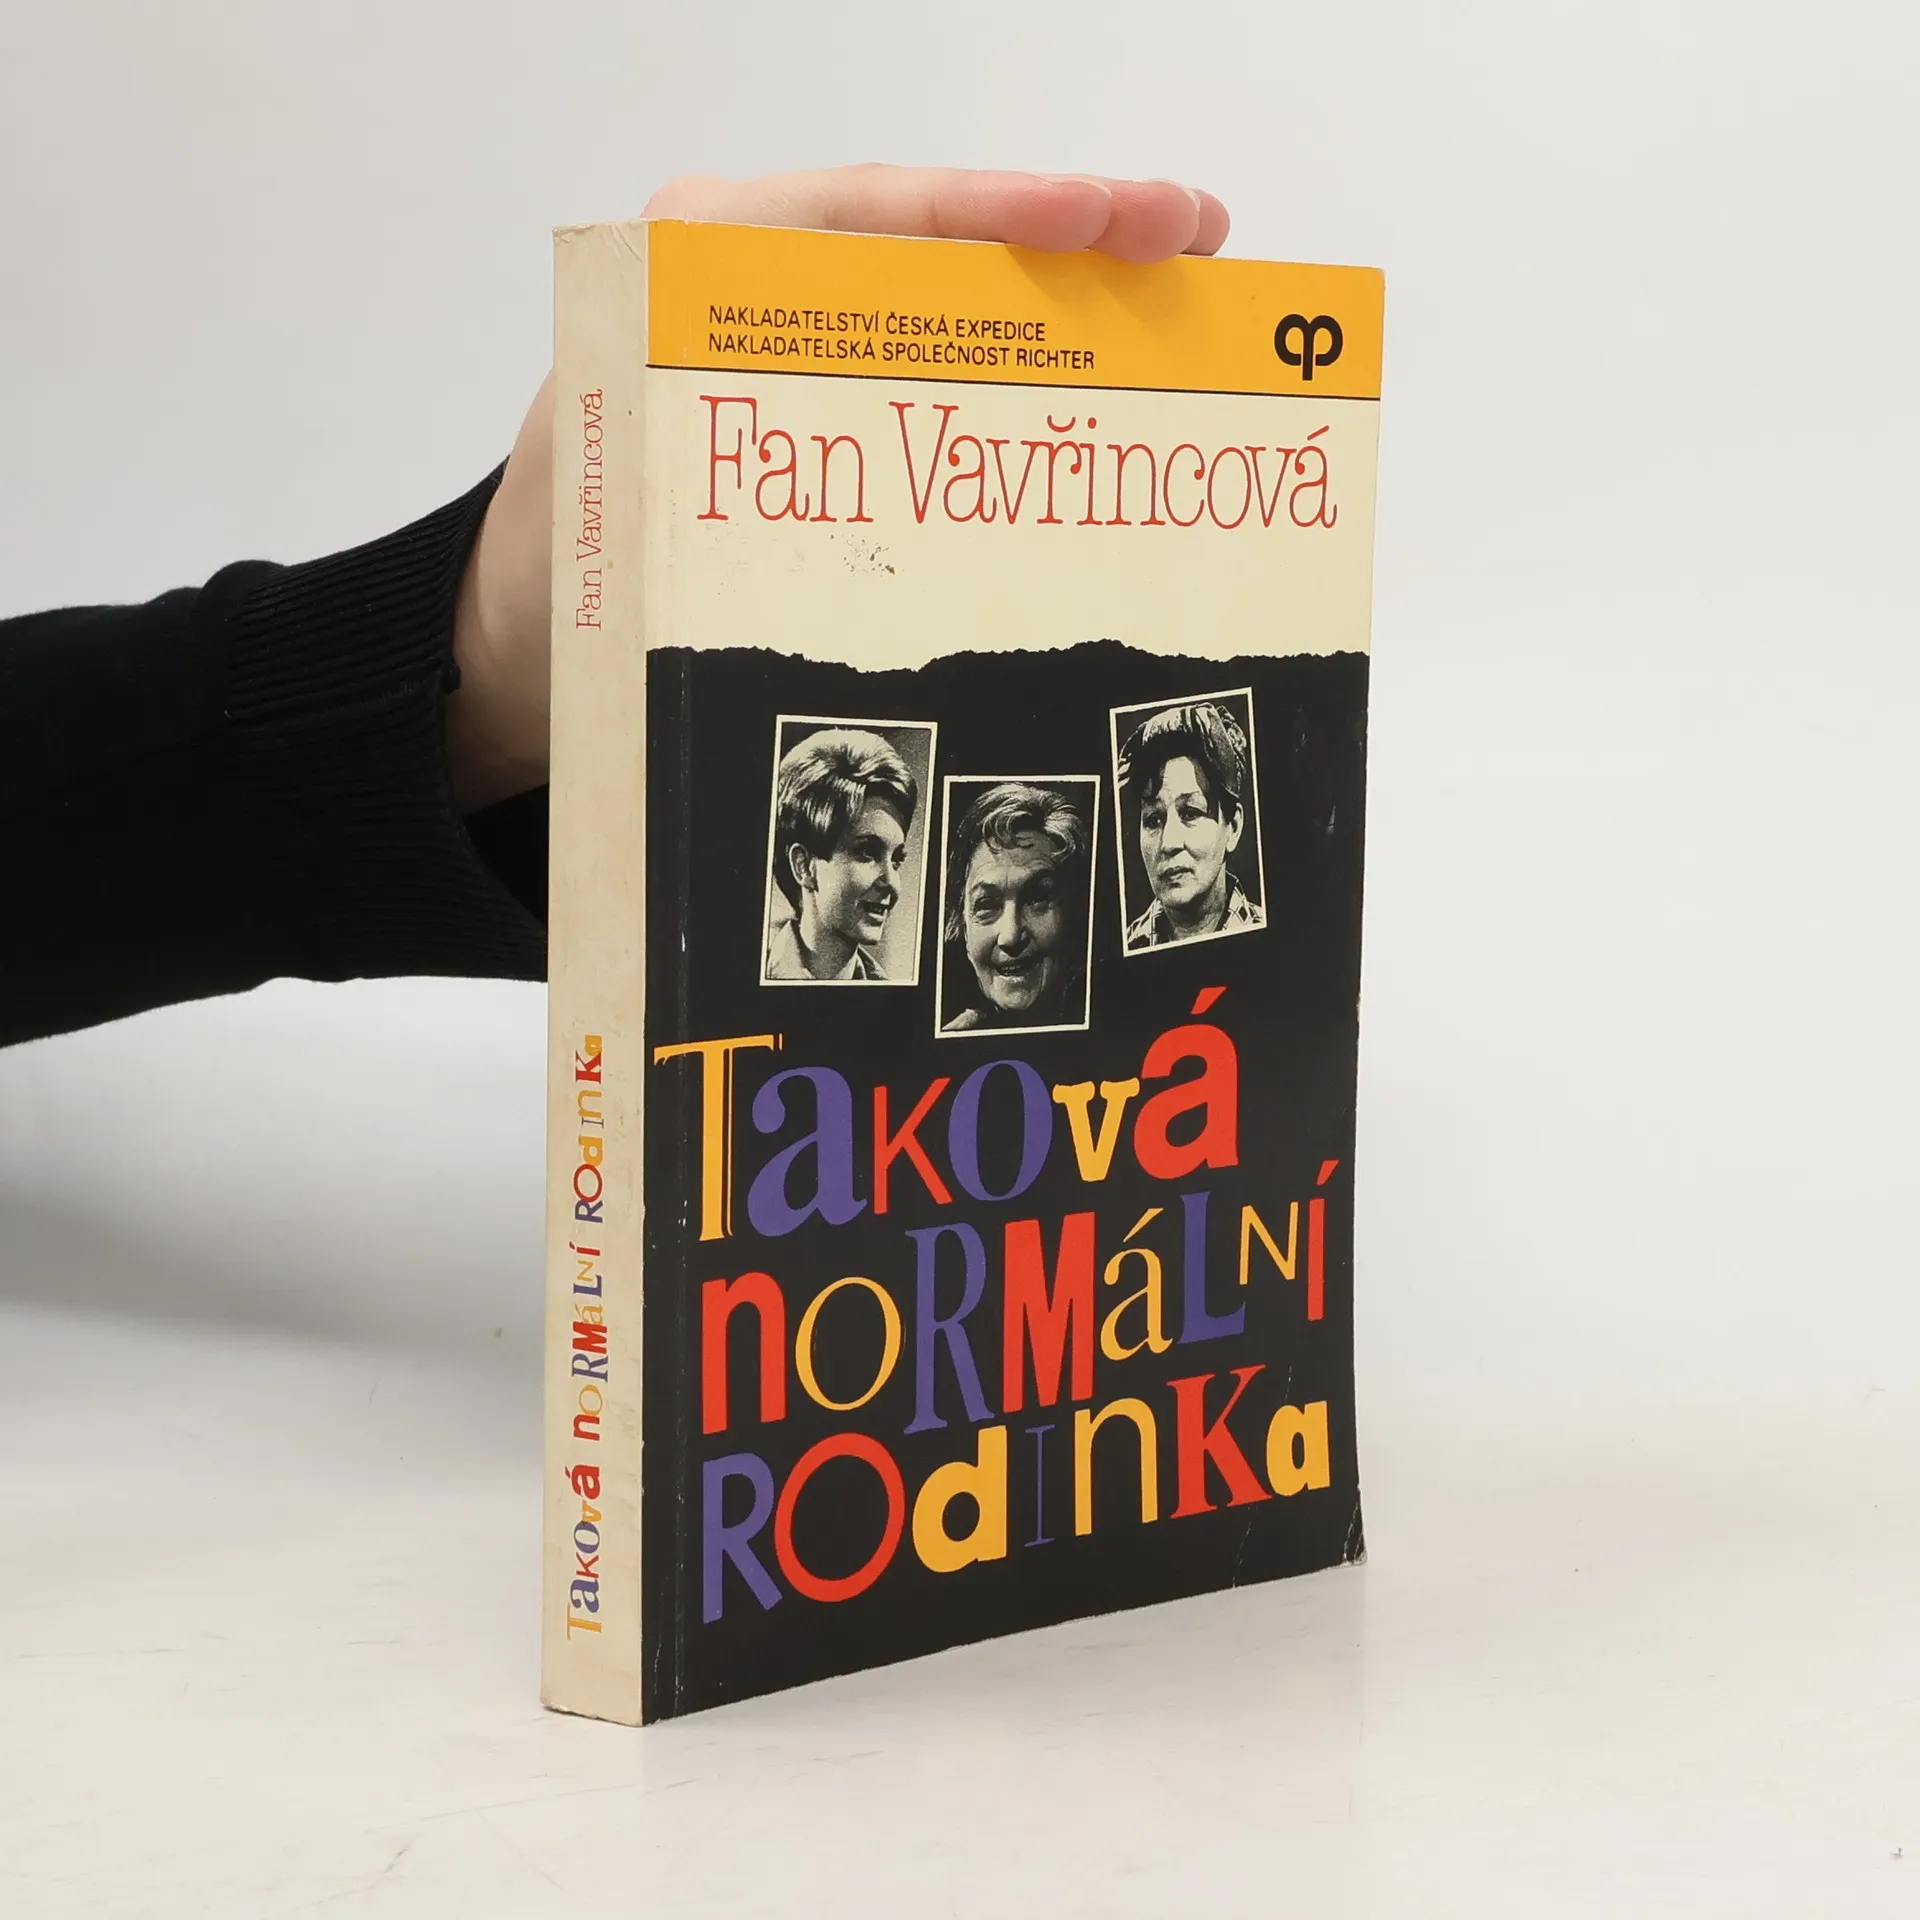 NAKLADATELSTVÍ ČESKÁ EXPEDICE
NAKLADATELSKÁ SPOLEČNOST RICHTER
Fan Vavřincová
TaKOvá
nORMáLNÍ
ROdINKa
Fan Vavřincová
TaKOvá nORMáLNÍ ROdINKa